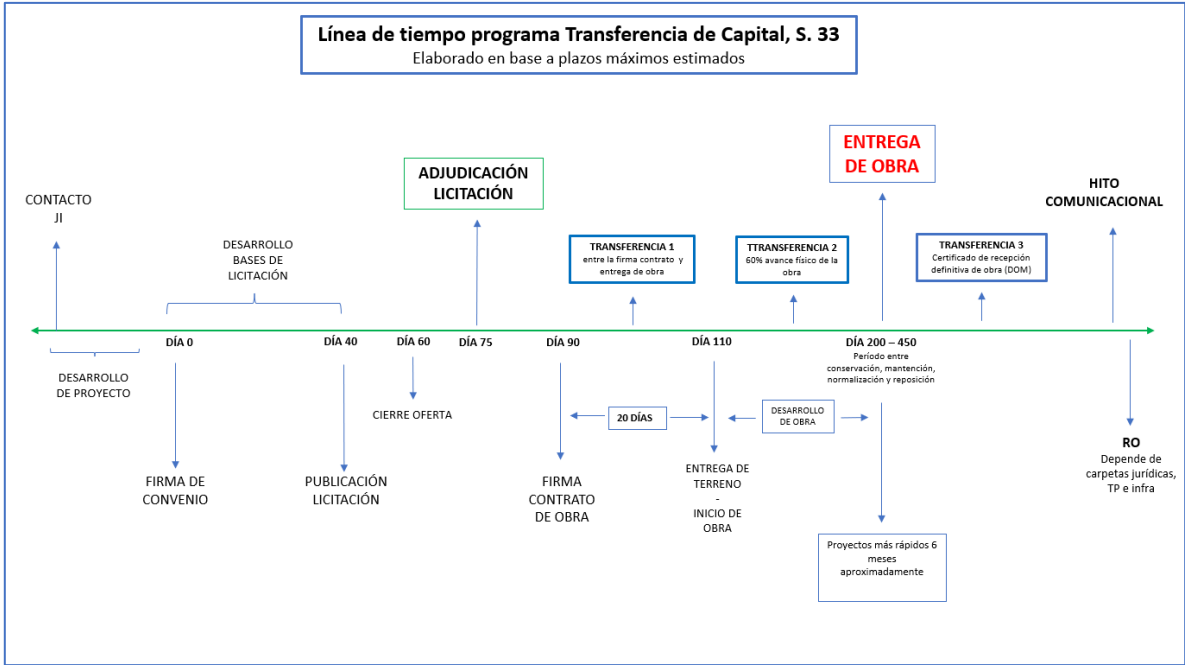 Línea de tiempo programa Transferencia de Capital, S. 33
Elaborado en base a plazos máximos estimados
CONTACTO
JI
DESARROLLO
BASES DE
LICITACIÓN
ADJUDICACIÓN
LICITACIÓN
TRANSFERENCIA 1
entre la firma contrato y
entrega de obra
TTRANSFERENCIA 2
60% avance físico de la
obra
ENTREGA
DE OBRA
TRANSFERENCIA 3
Certificado de recepción
definitiva de obra (DOM)
HITO
COMUNICACIONAL
DÍA 0
DÍA 40
DÍA 60
DÍA 75
DÍA 90
DÍA 110
DÍA 200 – 450
Período entre
conservación, mantención,
normalización y reposición
DESARROLLO
DE PROYECTO
FIRMA DE
CONVENIO
PUBLICACIÓN
LICITACIÓN
CIERRE OFERTA
FIRMA
CONTRATO
DE OBRA
20 DÍAS
ENTREGA DE
TERRENO
-
INICIO DE
OBRA
DESARROLLO
DE OBRA
Proyectos más rápidos 6
meses
aproximadamente
RO
Depende de
carpetas jurídicas,
TP e infra